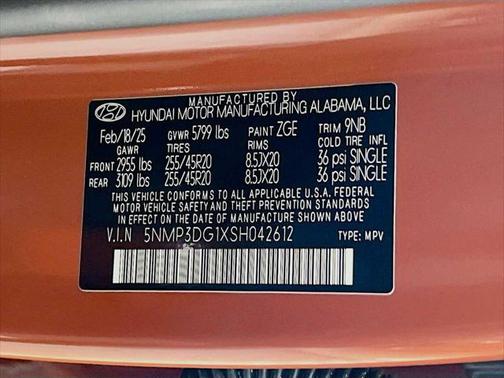 MANUFACTURED BY
HYUNDAI MOTOR MANUFACTURING ALABAMA, LLC
Feb/18/25 GVWR 5799 lbs PAINT ZGE TRIM 9NB
GAWR TIRES RIMS COLD TIRE INFL
FRONT 2955 lbs 255/45R20 8.5JX20 36 psi SINGLE
REAR 3109 lbs 255/45R20 8.5JX20 36 psi SINGLE
THIS VEHICLE CONFORMS TO ALL APPLICABLE U.S.A. FEDERAL
MOTOR VEHICLE SAFETY AND THEFT PREVENTION STANDARDS
IN EFFECT ON THE DATE OF MANUFACTURE SHOWN ABOVE.
V.I.N 5NMP3DG1XSH042612 TYPE: MPV